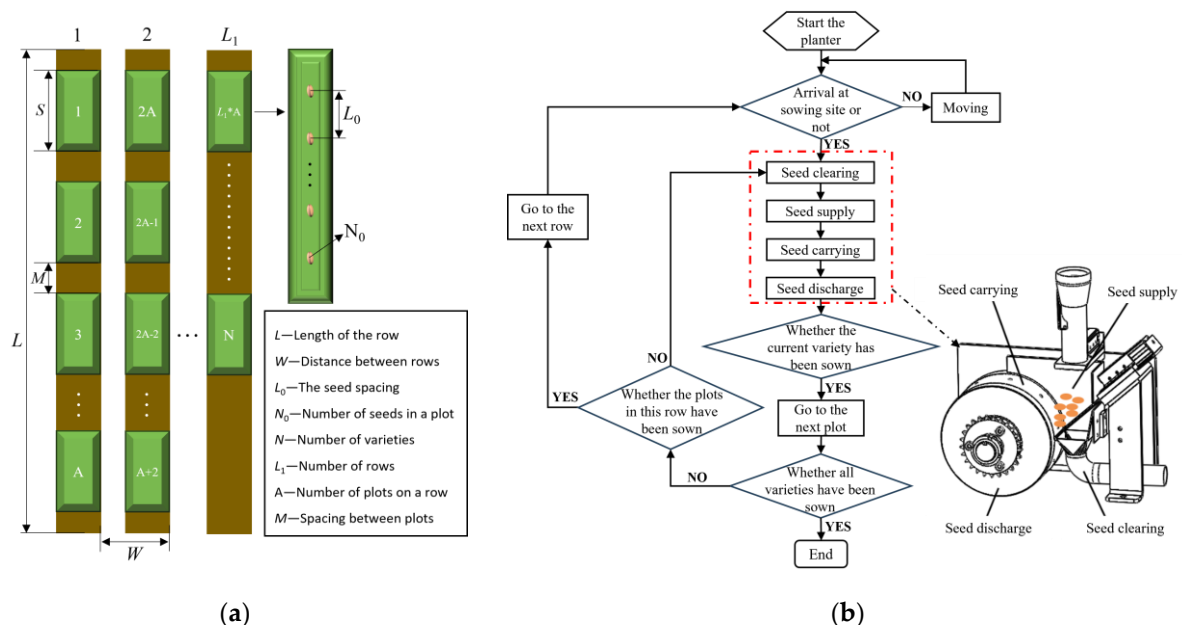 1
2
L₁
S
1
2A
L₁*A
L₀
2
2A-1
N₀
M
L
3
2A-2
...
N
A
A+2
W
L—Length of the row
W—Distance between rows
L₀—The seed spacing
N₀—Number of seeds in a plot
N—Number of varieties
L₁—Number of rows
A—Number of plots on a row
M—Spacing between plots
(a)
Start the
planter
Arrival at
sowing site or
not
NO
Moving
YES
Seed clearing
Seed supply
Seed carrying
Seed discharge
Go to the
next row
Whether the
current variety has
been sown
NO
YES
YES
Whether the plots
in this row have
been sown
Go to the
next plot
NO
Whether all
varieties have been
sown
YES
End
Seed carrying
Seed supply
Seed discharge
Seed clearing
(b)